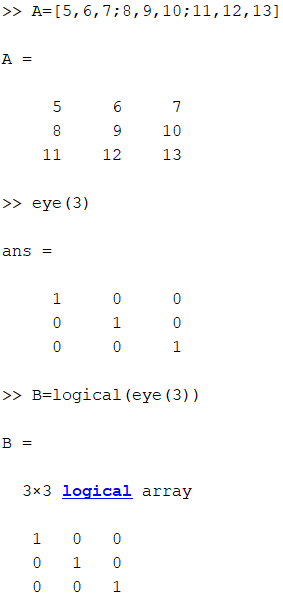 >> A=[5,6,7;8,9,10;11,12,13]
A =
5 6 7
8 9 10
11 12 13
>> eye(3)
ans =
1 0 0
0 1 0
0 0 1
>> B=logical(eye(3))
B =
3×3 logical array
1 0 0
0 1 0
0 0 1